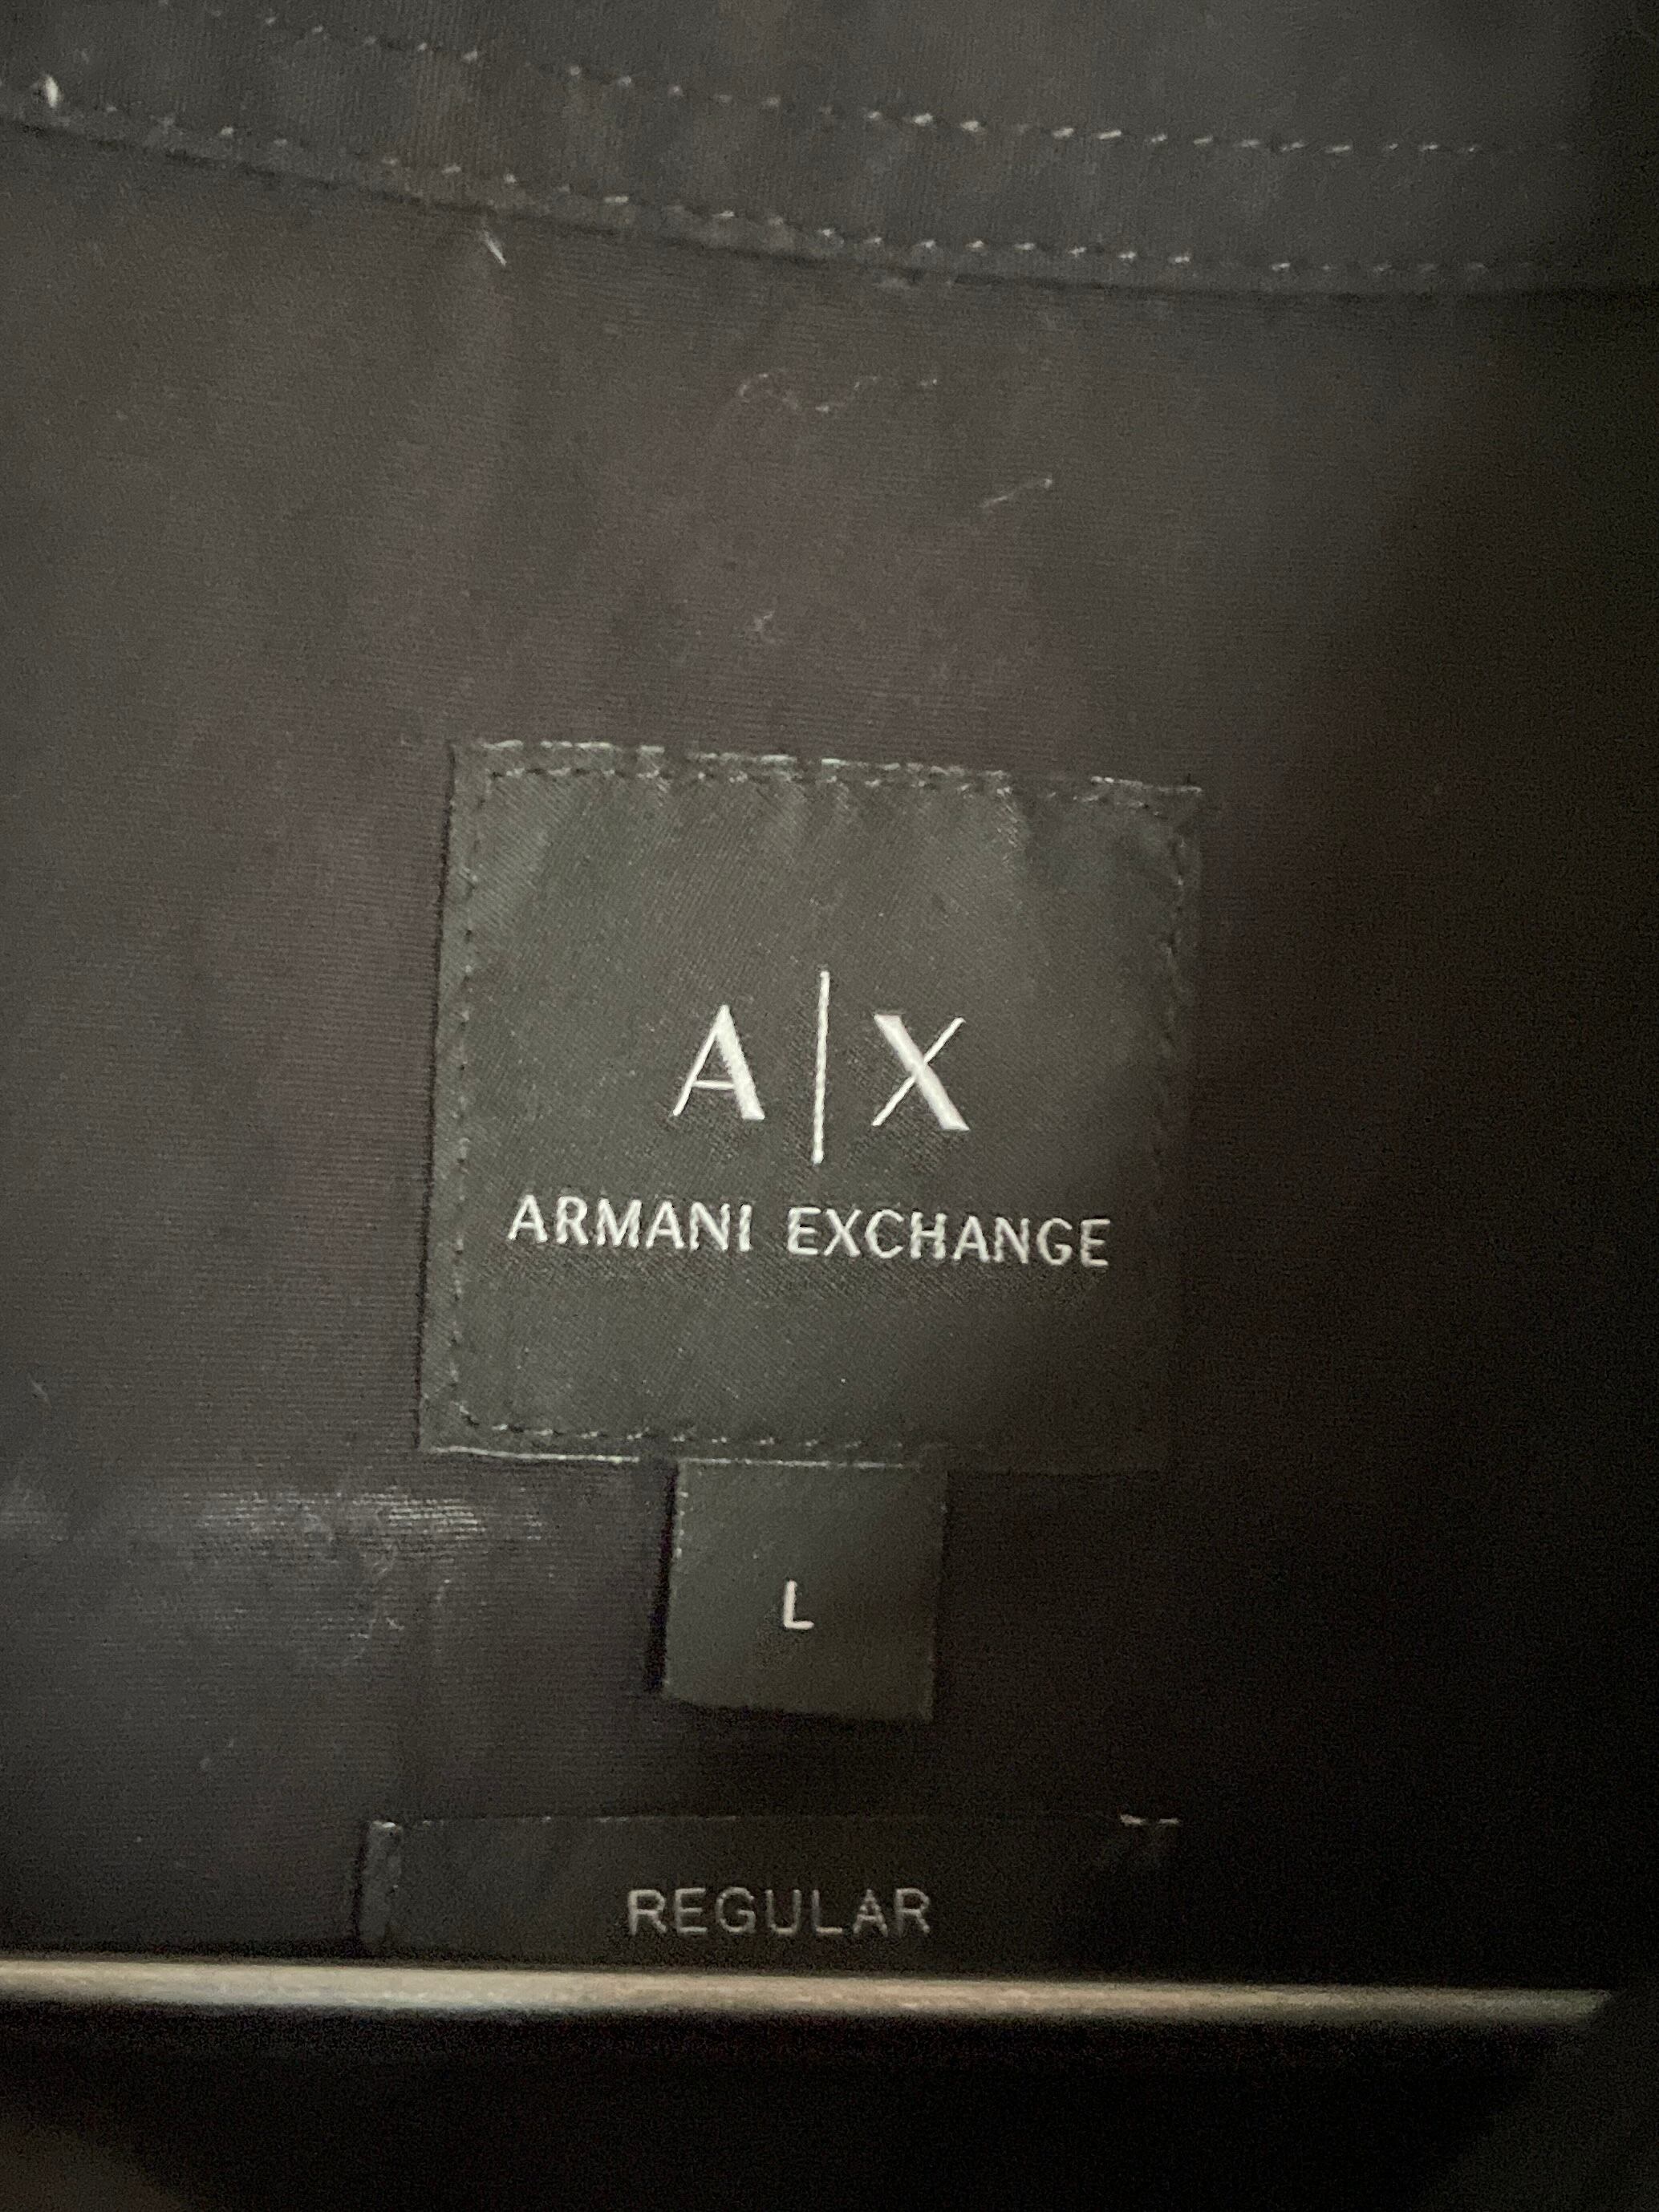 A|X
ARMANI EXCHANGE
L
REGULAR